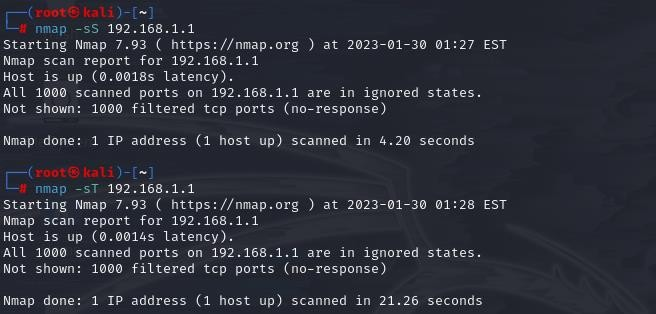 ┌──(root㉿kali)-[~]
└─# nmap -sS 192.168.1.1
Starting Nmap 7.93 ( https://nmap.org ) at 2023-01-30 01:27 EST
Nmap scan report for 192.168.1.1
Host is up (0.0018s latency).
All 1000 scanned ports on 192.168.1.1 are in ignored states.
Not shown: 1000 filtered tcp ports (no-response)
Nmap done: 1 IP address (1 host up) scanned in 4.20 seconds
┌──(root㉿kali)-[~]
└─# nmap -sT 192.168.1.1
Starting Nmap 7.93 ( https://nmap.org ) at 2023-01-30 01:28 EST
Nmap scan report for 192.168.1.1
Host is up (0.0014s latency).
All 1000 scanned ports on 192.168.1.1 are in ignored states.
Not shown: 1000 filtered tcp ports (no-response)
Nmap done: 1 IP address (1 host up) scanned in 21.26 seconds